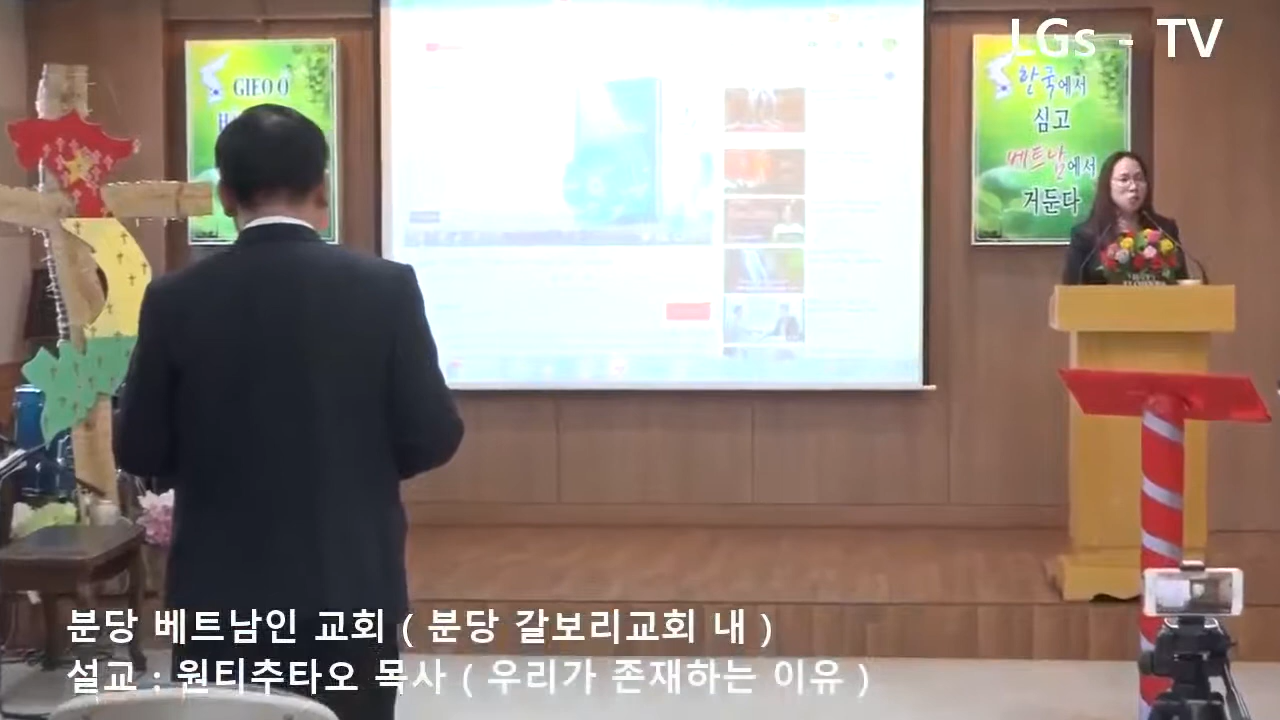 LGs - TV
GIEO Ở
한국에서
심고
베트남에서
거둔다
분당 베트남인 교회 ( 분당 갈보리교회 내 )
설교 : 원티추타오 목사 ( 우리가 존재하는 이유 )